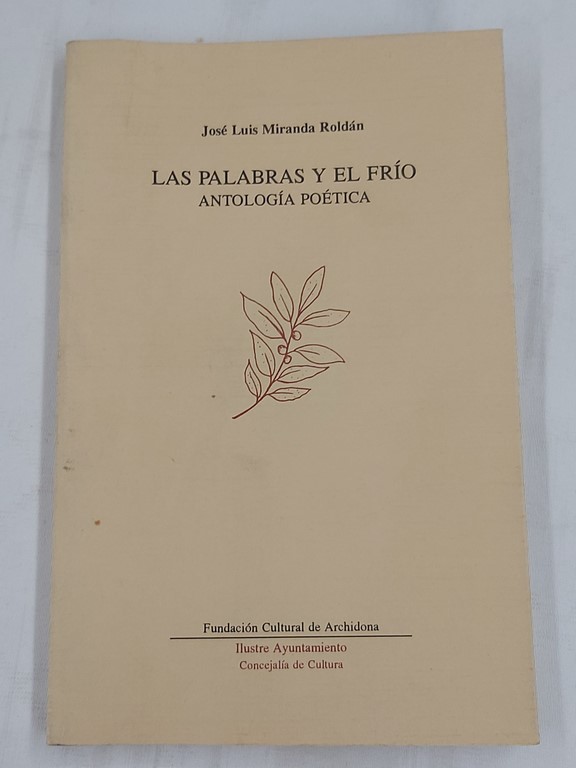 José Luis Miranda Roldán
LAS PALABRAS Y EL FRÍO
ANTOLOGÍA POÉTICA
Fundación Cultural de Archidona
Ilustre Ayuntamiento
Concejalía de Cultura